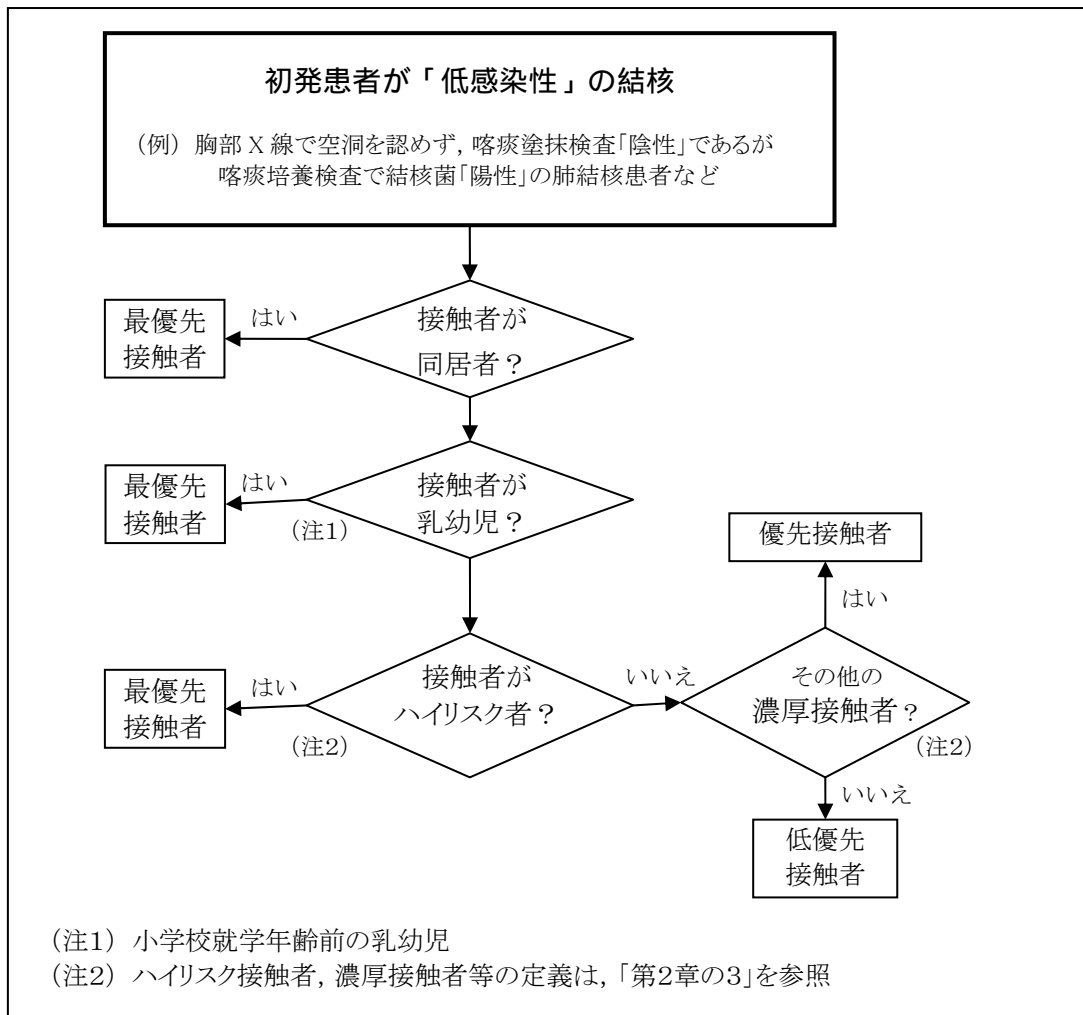 初発患者が「低感染性」の結核
（例） 胸部 X 線で空洞を認めず, 喀痰塗抹検査「陰性」であるが
喀痰培養検査で結核菌「陽性」の肺結核患者など
接触者が
同居者？
はい
最優先
接触者
接触者が
乳幼児？
はい
（注1）
最優先
接触者
接触者が
ハイリスク者？
はい
（注2）
最優先
接触者
いいえ
その他の
濃厚接触者？
（注2）
はい
優先接触者
いいえ
低優先
接触者
（注1） 小学校就学年齢前の乳幼児
（注2） ハイリスク接触者, 濃厚接触者等の定義は, 「第2章の3」を参照